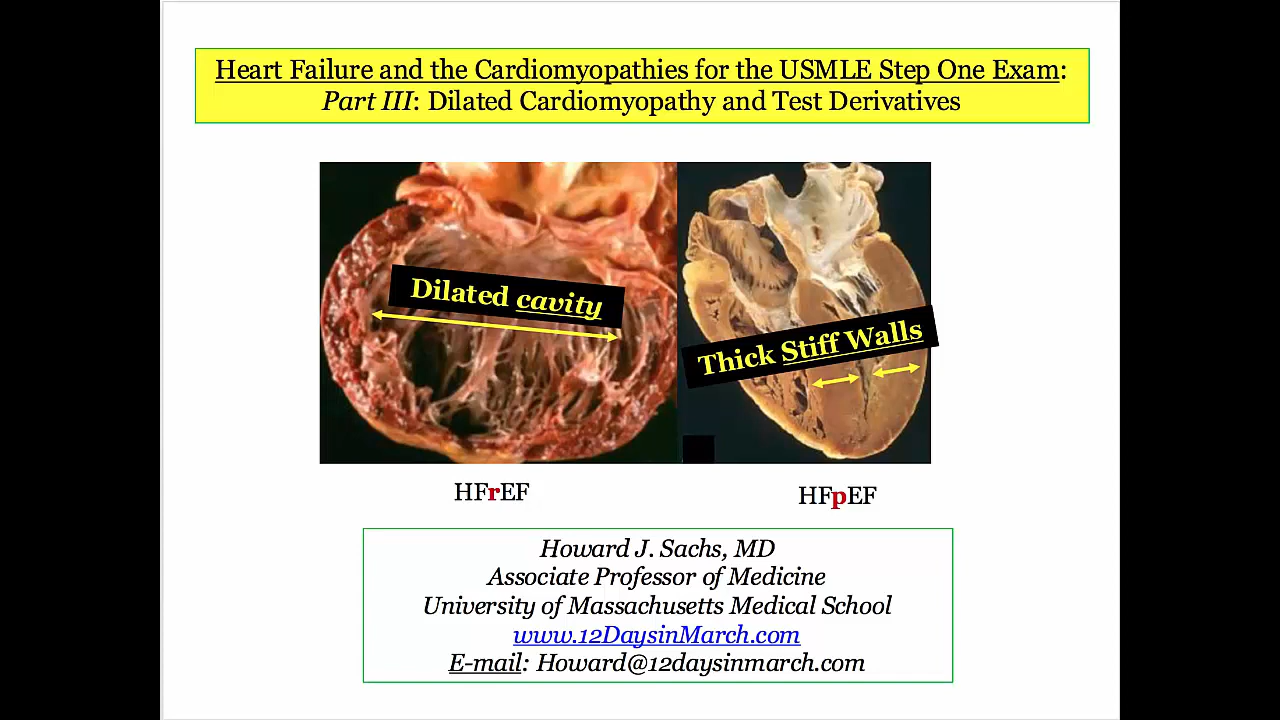 Heart Failure and the Cardiomyopathies for the USMLE Step One Exam:
Part III: Dilated Cardiomyopathy and Test Derivatives
Dilated cavity
Thick Stiff Walls
HFrEF
HFpEF
Howard J. Sachs, MD
Associate Professor of Medicine
University of Massachusetts Medical School
www.12DaysinMarch.com
E-mail: Howard@12daysinmarch.com